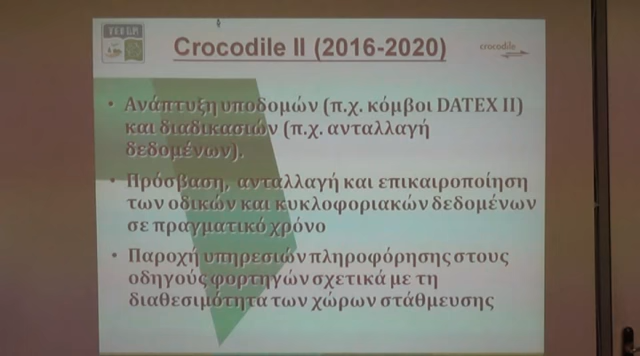 Crocodile II (2016-2020)
crocodile
• Ανάπτυξη υποδομών (π.χ. κόμβοι DATEX II)
και διαδικασιών (π.χ. ανταλλαγή
δεδομένων).
• Πρόσβαση, ανταλλαγή και επικαιροποίηση
των οδικών και κυκλοφοριακών δεδομένων
σε πραγματικό χρόνο
• Παροχή υπηρεσιών πληροφόρησης στους
οδηγούς φορτηγών σχετικά με τη
διαθεσιμότητα των χώρων στάθμευσης